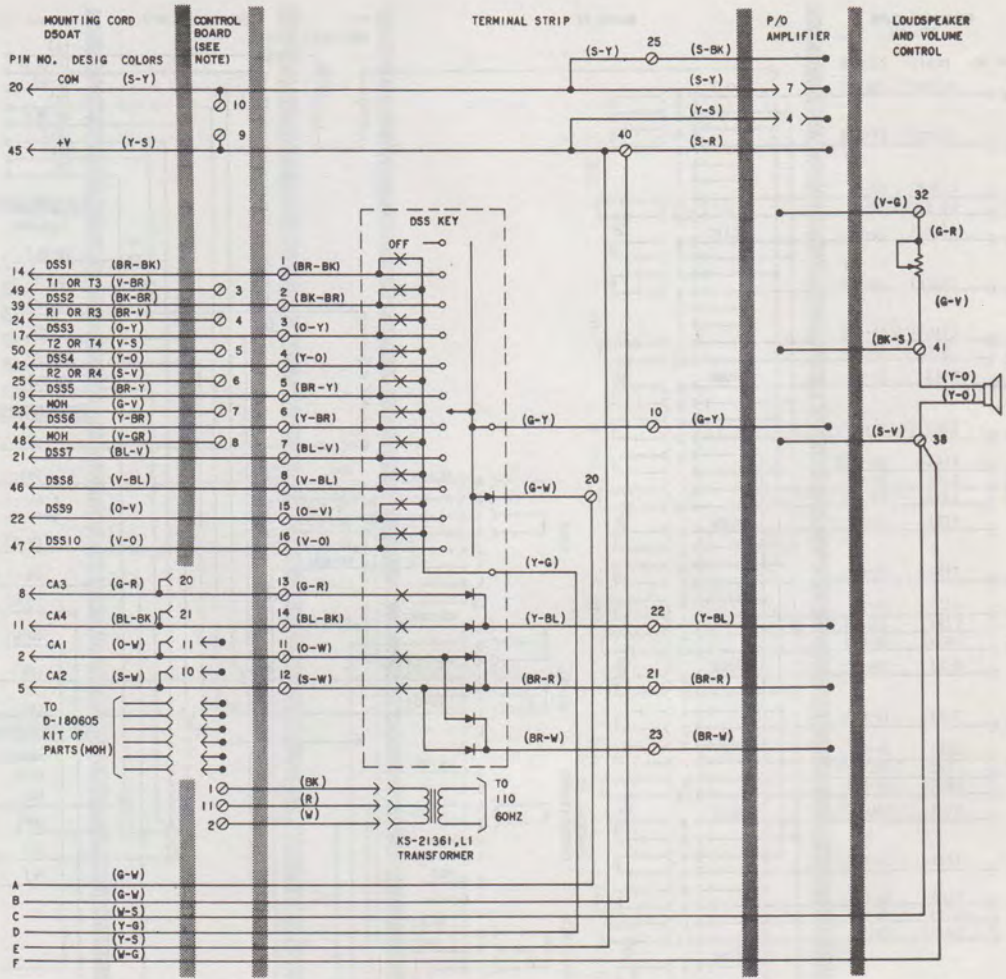 MOUNTING CORD
D50AT
CONTROL
BOARD
(SEE
NOTE)
TERMINAL STRIP
P/O
AMPLIFIER
LOUDSPEAKER
AND VOLUME
CONTROL
PIN NO. DESIG COLORS
(S-Y) 25 (S-BK)
20 COM (S-Y)
(S-Y) 7
10
(Y-S) 4
9
45 +V (Y-S)
40 (S-R)
(V-G) 32
(G-R)
DSS KEY
OFF
14 DSS1 (BR-BK) 1 (BR-BK)
49 T1 OR T3 (V-BR) 3
39 DSS2 (BK-BR) 2 (BK-BR)
(G-V)
24 R1 OR R3 (BR-V) 4
17 DSS3 (O-Y) 3 (O-Y)
50 T2 OR T4 (V-S) 5
(BK-S) 41
42 DSS4 (Y-O) 4 (Y-O)
25 R2 OR R4 (S-V) 6
(Y-O)
19 DSS5 (BR-Y) 5 (BR-Y)
(Y-O)
23 MOH (G-V) 7
44 DSS6 (Y-BR) 6 (Y-BR)
(G-Y) 10 (G-Y)
48 MOH (V-GR) 8
(S-V) 38
21 DSS7 (BL-V) 7 (BL-V)
46 DSS8 (V-BL) 8 (V-BL)
(G-W) 20
22 DSS9 (O-V) 15 (O-V)
47 DSS10 (V-O) 16 (V-O)
(Y-G)
8 CA3 (G-R) 20 13 (G-R)
11 CA4 (BL-BK) 21 14 (BL-BK)
(Y-BL) 22 (Y-BL)
2 CA1 (O-W) 11 11 (O-W)
5 CA2 (S-W) 10 12 (S-W)
(BR-R) 21 (BR-R)
TO
D-180605
KIT OF
PARTS (MOH)
(BR-W) 23 (BR-W)
1 (BK)
11 (R)
2 (W)
TO
110
60HZ
KS-21361,L1
TRANSFORMER
A (G-W)
B (G-W)
C (W-S)
D (Y-G)
E (Y-S)
F (W-G)